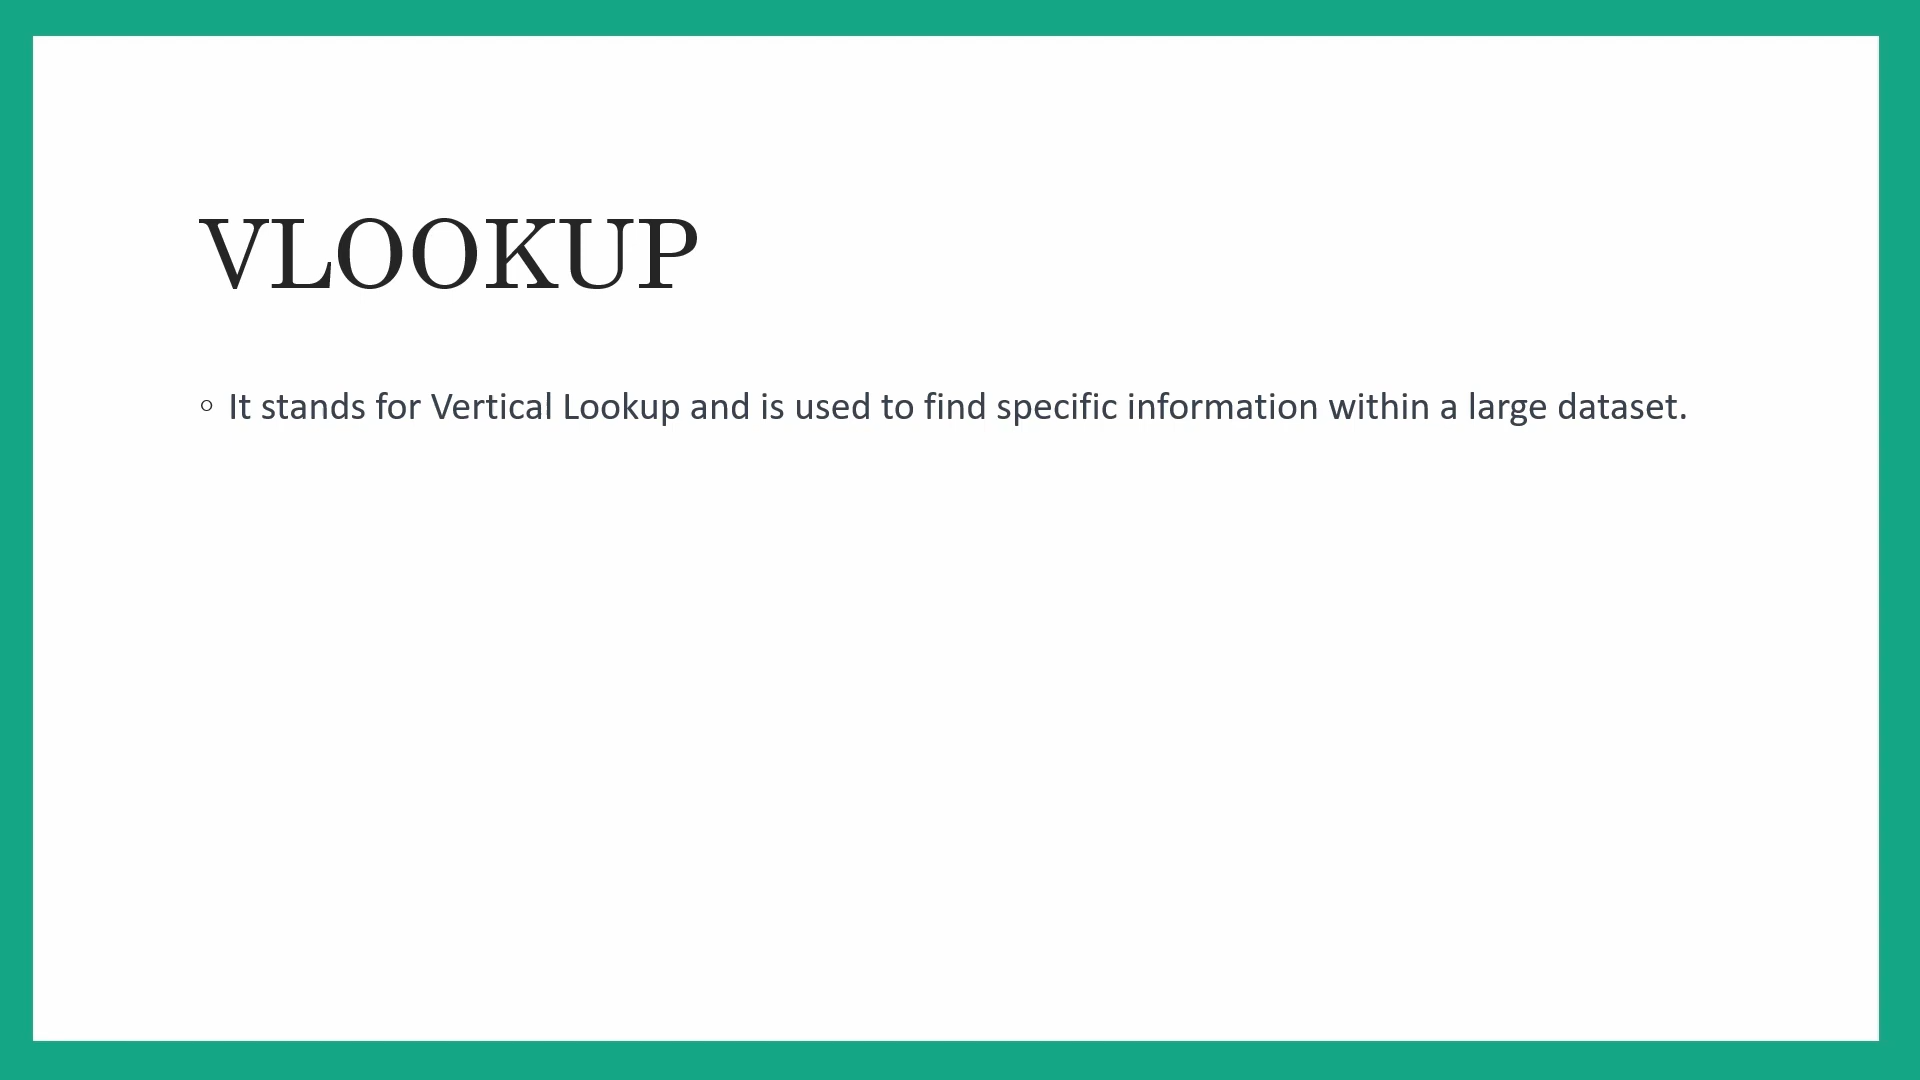 VLOOKUP
◦ It stands for Vertical Lookup and is used to find specific information within a large dataset.